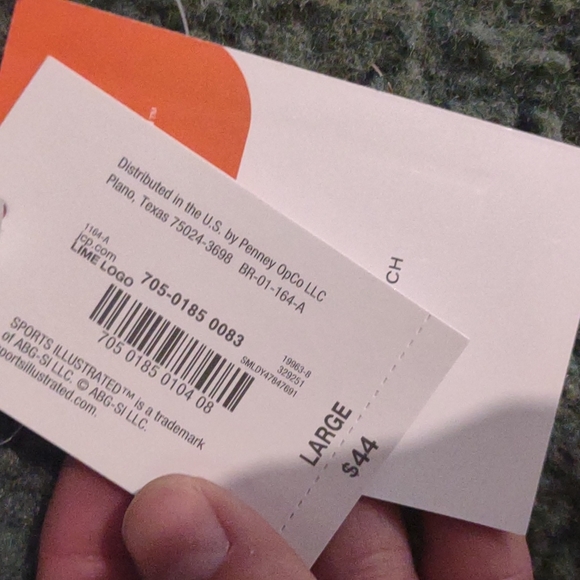 Distributed in the U.S. by Penney OpCo LLC
Plano, Texas 75024-3698 BR-01-164-A
1164-A
jcp.com
LIME LOGO 705-0185 0083
705 0185 0104 08
19963-8
329251
SMLDY47847691
SPORTS ILLUSTRATED™ is a trademark
of ABG-SI LLC. © ABG-SI LLC.
sportsillustrated.com.
LARGE
$44
CH